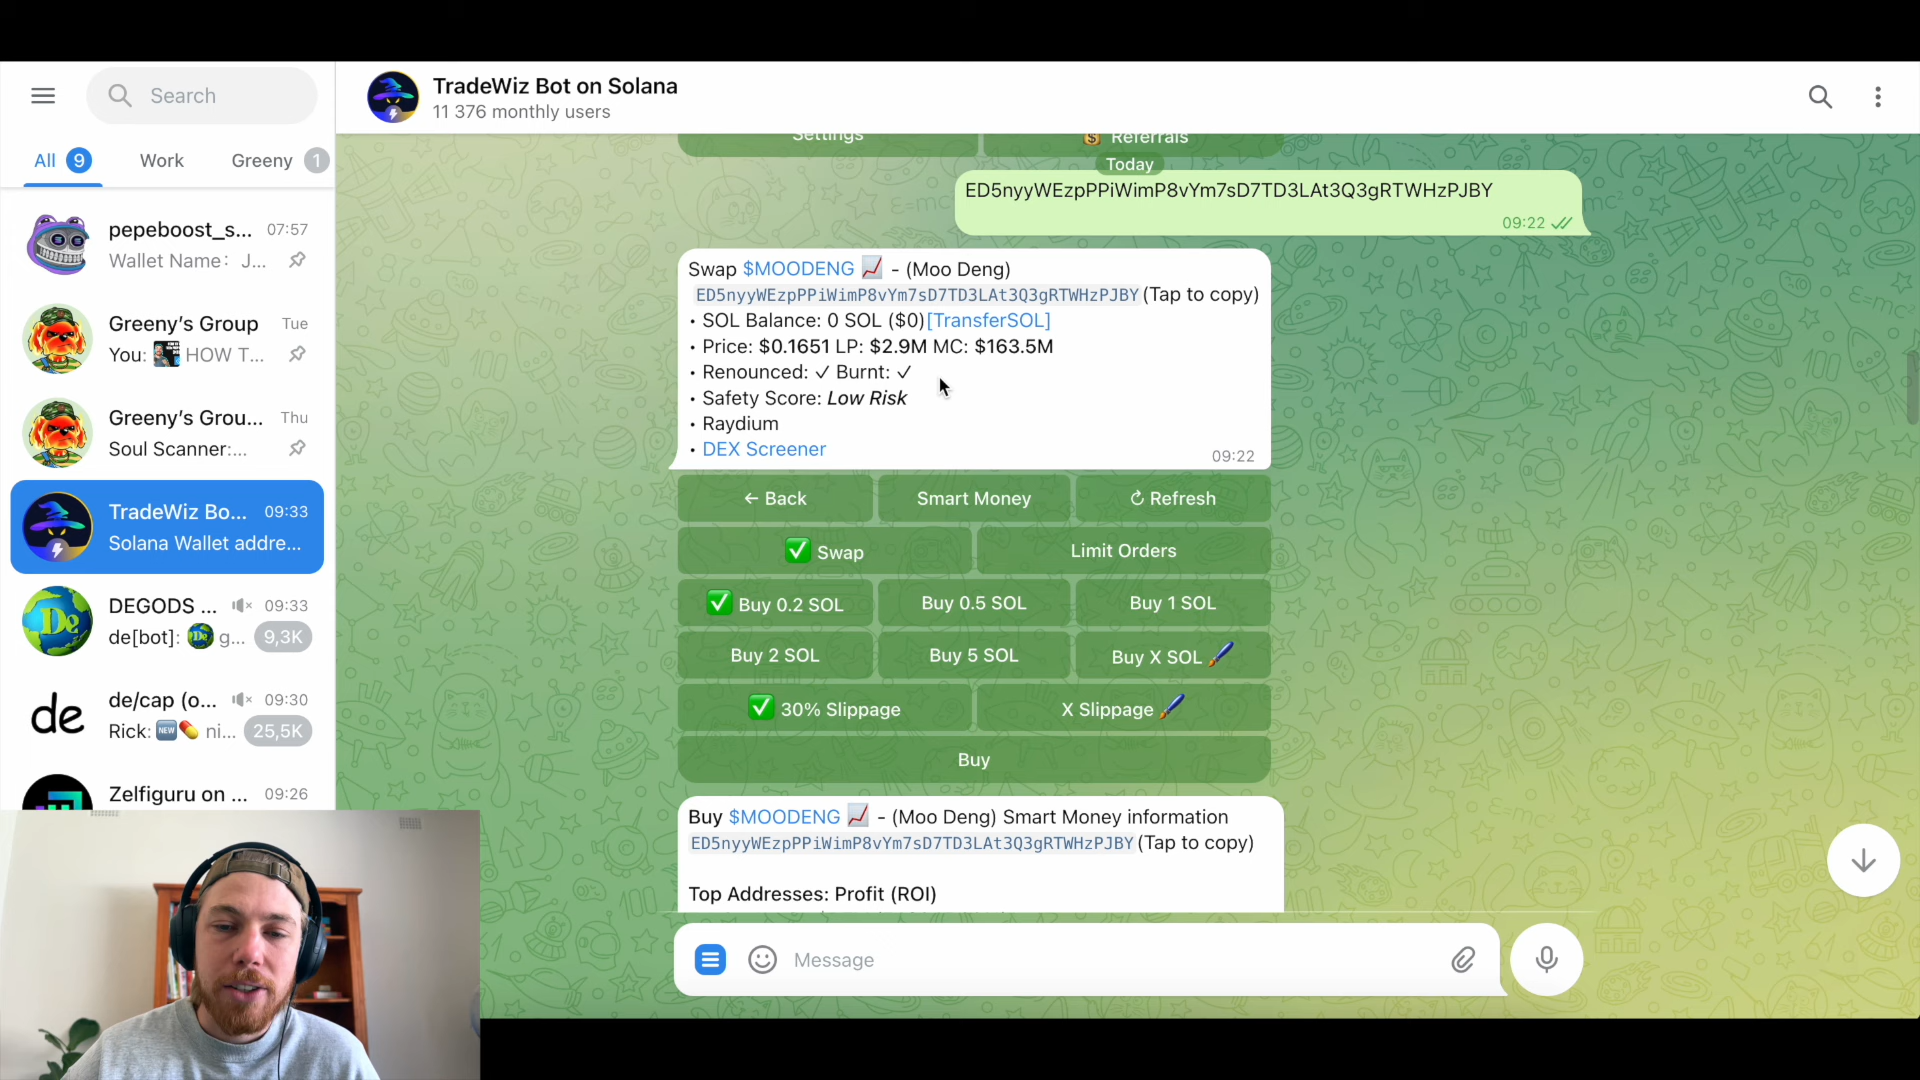 Search
All 9
Work
Greeny 1
pepeboost_s... 07:57
Wallet Name: J...
Greeny's Group Tue
You: HOW T...
Greeny's Grou... Thu
Soul Scanner:...
TradeWiz Bo... 09:33
Solana Wallet addre...
DEGODS ... 09:33
De
de[bot]: g... 9,3K
de
de/cap (o... 09:30
Rick: NEW ni... 25,5K
Zelfiguru on ... 09:26
TradeWiz Bot on Solana
11 376 monthly users
Settings
Referrals
Today
ED5nyyWEzpPPiWimP8vYm7sD7TD3LAt3Q3gRTWHzPJBY
09:22
Swap $MOODENG 📈 - (Moo Deng)
ED5nyyWEzpPPiWimP8vYm7sD7TD3LAt3Q3gRTWHzPJBY(Tap to copy)
• SOL Balance: 0 SOL ($0)[TransferSOL]
• Price: $0.1651 LP: $2.9M MC: $163.5M
• Renounced: ✓ Burnt: ✓
• Safety Score: Low Risk
• Raydium
• DEX Screener
09:22
← Back
Smart Money
↻ Refresh
✅ Swap
Limit Orders
✅ Buy 0.2 SOL
Buy 0.5 SOL
Buy 1 SOL
Buy 2 SOL
Buy 5 SOL
Buy X SOL 🖌️
✅ 30% Slippage
X Slippage 🖌️
Buy
Buy $MOODENG 📈 - (Moo Deng) Smart Money information
ED5nyyWEzpPPiWimP8vYm7sD7TD3LAt3Q3gRTWHzPJBY(Tap to copy)
Top Addresses: Profit (ROI)
Message